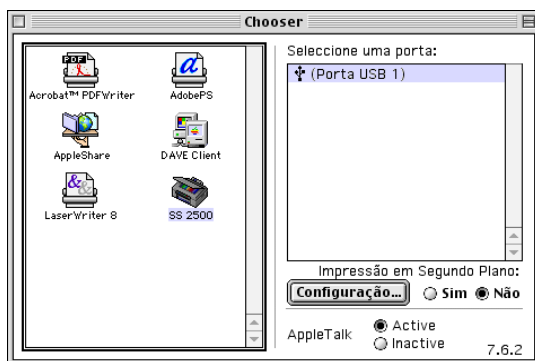 Chooser
Acrobat™ PDFWriter
AdobePS
AppleShare
DAVE Client
LaserWriter 8
SS 2500
Seleccione uma porta:
(Porta USB 1)
Impressão em Segundo Plano:
Configuração...
Sim
Não
AppleTalk
Active
Inactive
7.6.2